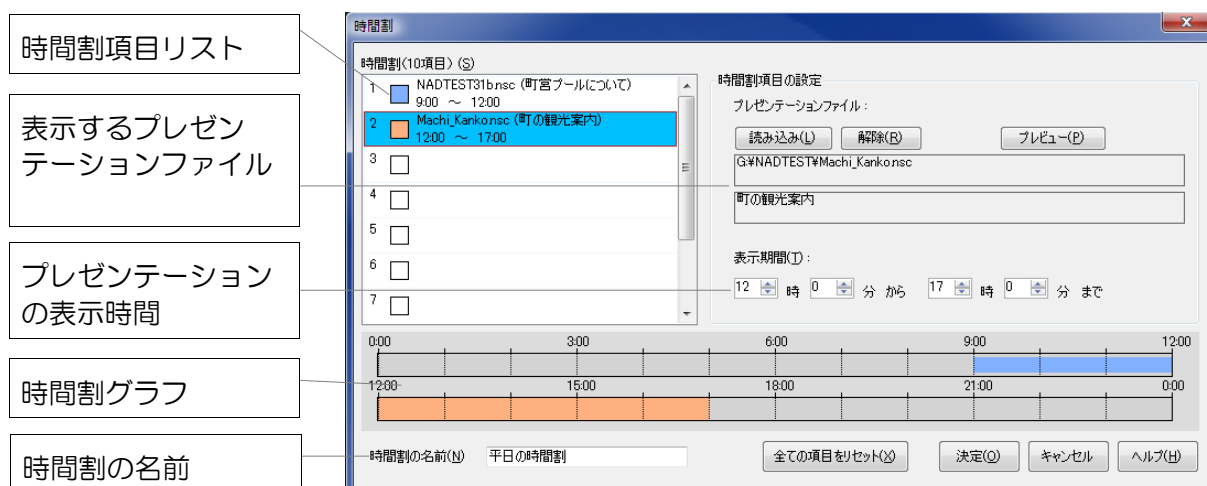 時間割項目リスト
表示するプレゼン
テーションファイル
プレゼンテーション
の表示時間
時間割グラフ
時間割の名前
時間割
時間割(10項目) (S)
1 NADTEST31b.nsc (町営プールについて)
9:00 ～ 12:00
2 Machi_Kanko.nsc (町の観光案内)
12:00 ～ 17:00
3
4
5
6
7
時間割項目の設定
プレゼンテーションファイル：
読み込み(L) 解除(R) プレビュー(P)
G:¥NADTEST¥Machi_Kanko.nsc
町の観光案内
表示期間(T)：
12 時 0 分 から 17 時 0 分 まで
0:00 3:00 6:00 9:00 12:00
12:00 15:00 18:00 21:00 0:00
時間割の名前(N) 平日の時間割 全ての項目をリセット(X) 決定(O) キャンセル ヘルプ(H)